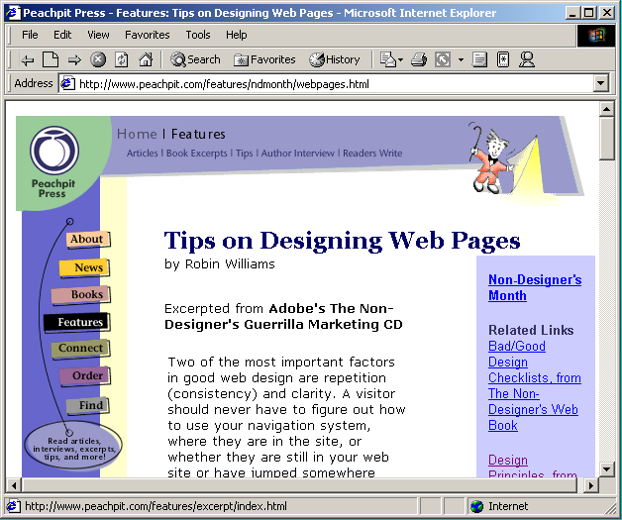 Peachpit Press - Features: Tips on Designing Web Pages - Microsoft Internet Explorer
File Edit View Favorites Tools Help
Search Favorites History
Address http://www.peachpit.com/features/ndmonth/webpages.html
Peachpit
Press
Home | Features
Articles | Book Excerpts | Tips | Author Interview | Readers Write
About
News
Books
Features
Connect
Order
Find
Read articles,
interviews, excerpts,
tips, and more!
Tips on Designing Web Pages
by Robin Williams
Excerpted from Adobe's The Non-
Designer's Guerrilla Marketing CD
Two of the most important factors
in good web design are repetition
(consistency) and clarity. A visitor
should never have to figure out how
to use your navigation system,
where they are in the site, or
whether they are still in your web
site or have jumped somewhere
Non-Designer's
Month
Related Links
Bad/Good
Design
Checklists, from
The Non-
Designer's Web
Book
Design
Principles, from
http://www.peachpit.com/features/excerpt/index.html
Internet